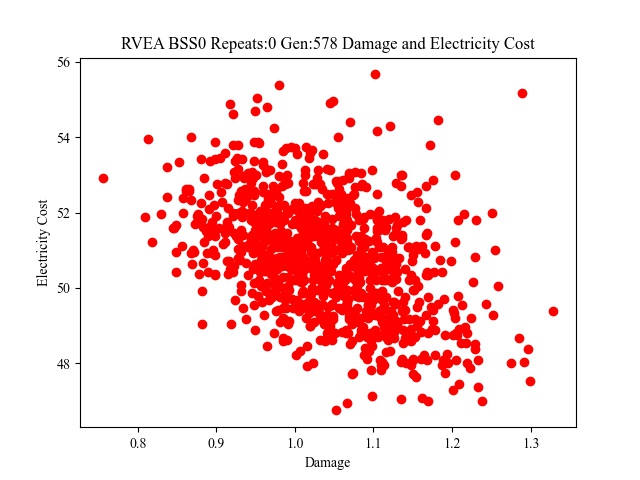 RVEA BSS0 Repeats:0 Gen:578 Damage and Electricity Cost
56
54
52
50
48
Electricity Cost
0.8 0.9 1.0 1.1 1.2 1.3
Damage